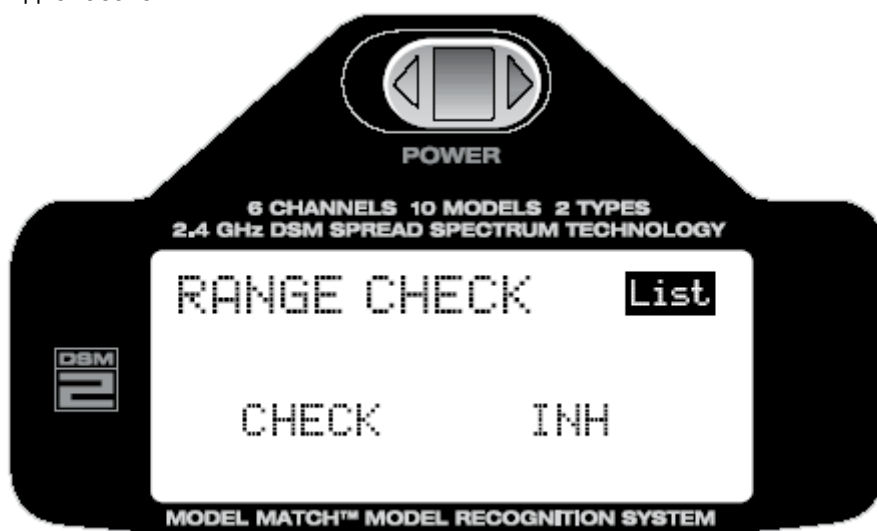 POWER
6 CHANNELS 10 MODELS 2 TYPES
2.4 GHz DSM SPREAD SPECTRUM TECHNOLOGY
RANGE CHECK List
DSM
2
CHECK INH
MODEL MATCH™ MODEL RECOGNITION SYSTEM